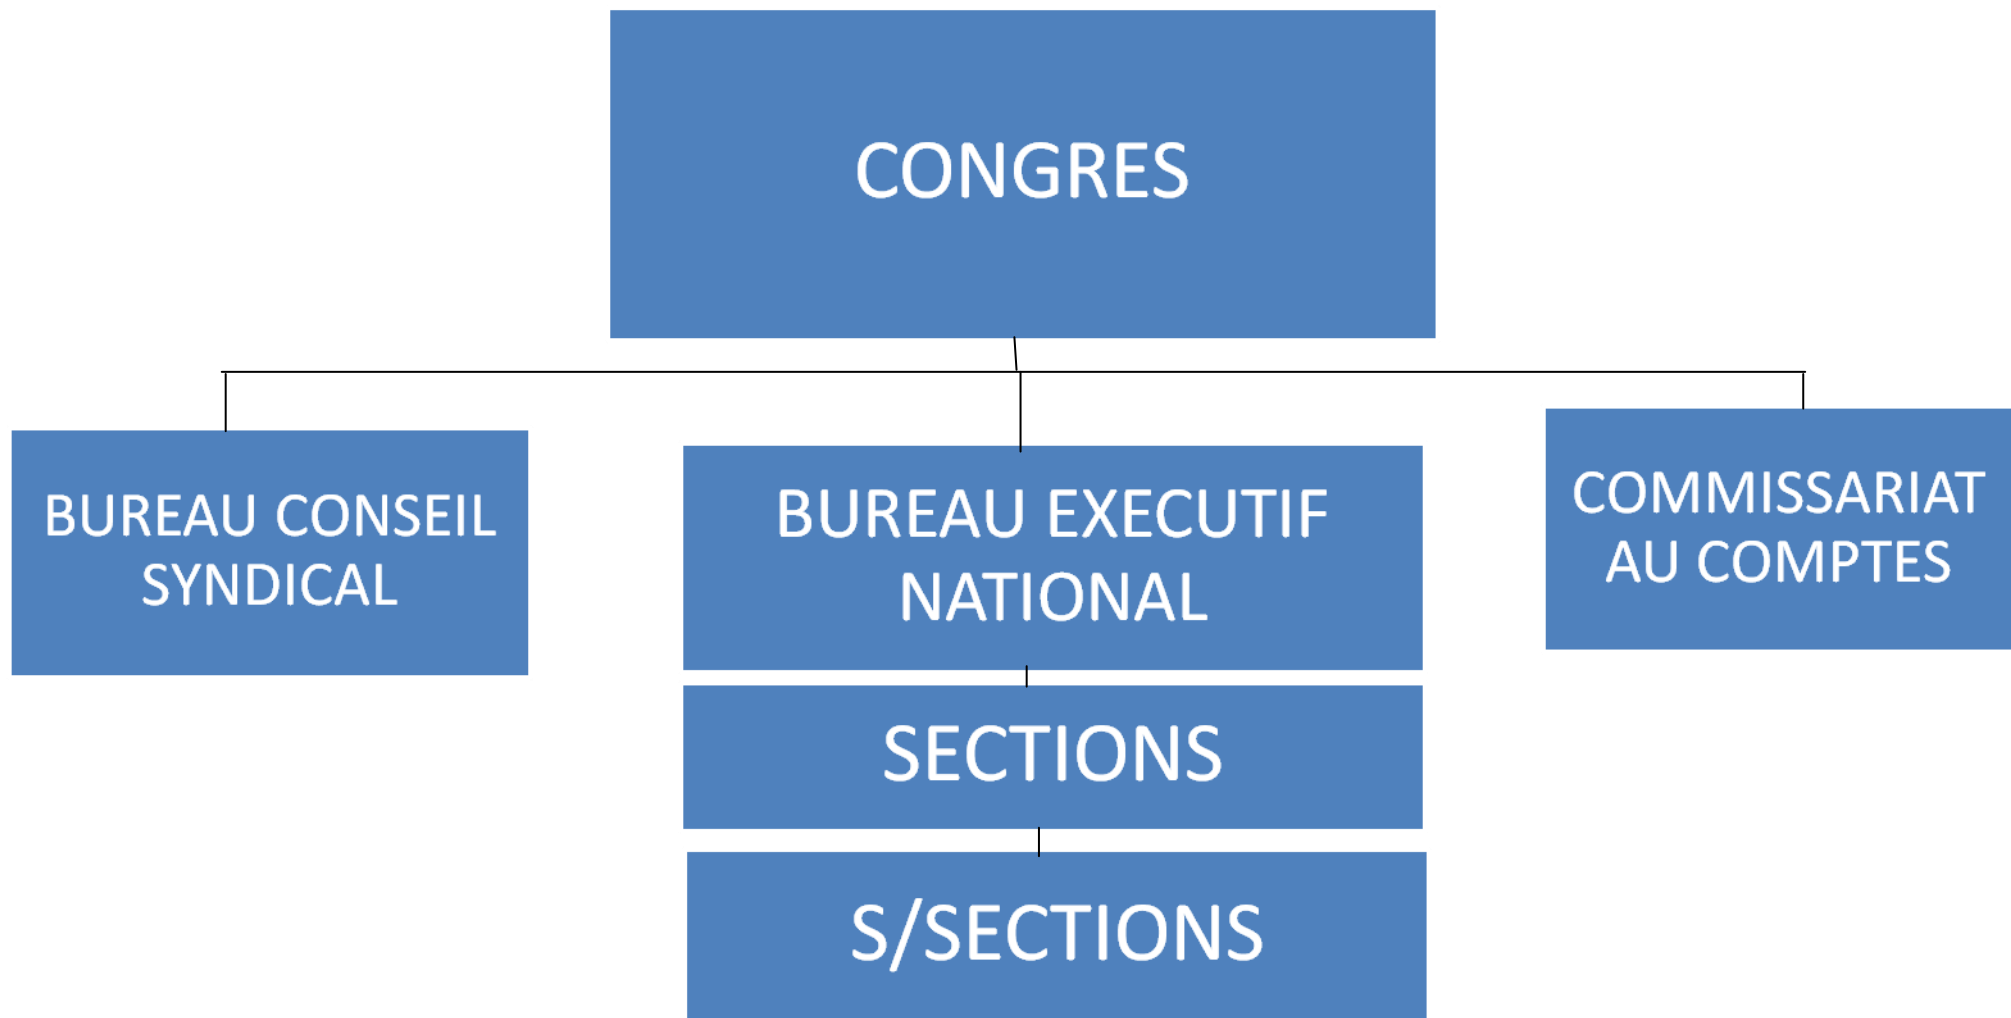 CONGRES
BUREAU CONSEIL
SYNDICAL
BUREAU EXECUTIF
NATIONAL
COMMISSARIAT
AU COMPTES
SECTIONS
S/SECTIONS